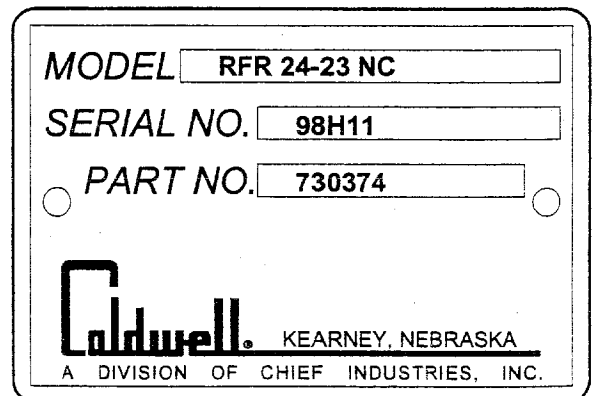 MODEL RFR 24-23 NC
SERIAL NO. 98H11
PART NO. 730374
Caldwell® KEARNEY, NEBRASKA
A DIVISION OF CHIEF INDUSTRIES, INC.